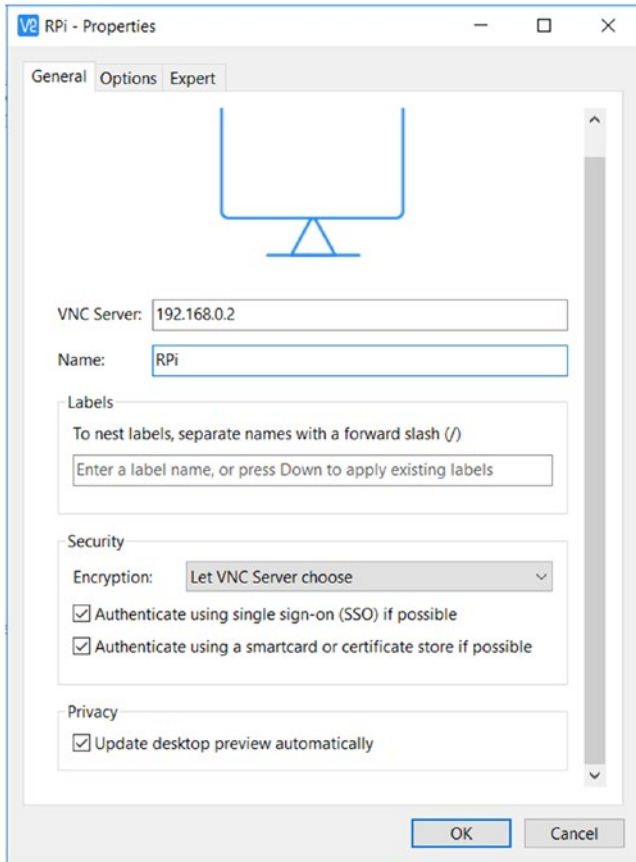 RPi - Properties
General Options Expert
VNC Server: 192.168.0.2
Name: RPi
Labels
To nest labels, separate names with a forward slash (/)
Enter a label name, or press Down to apply existing labels
Security
Encryption: Let VNC Server choose
Authenticate using single sign-on (SSO) if possible
Authenticate using a smartcard or certificate store if possible
Privacy
Update desktop preview automatically
OK Cancel